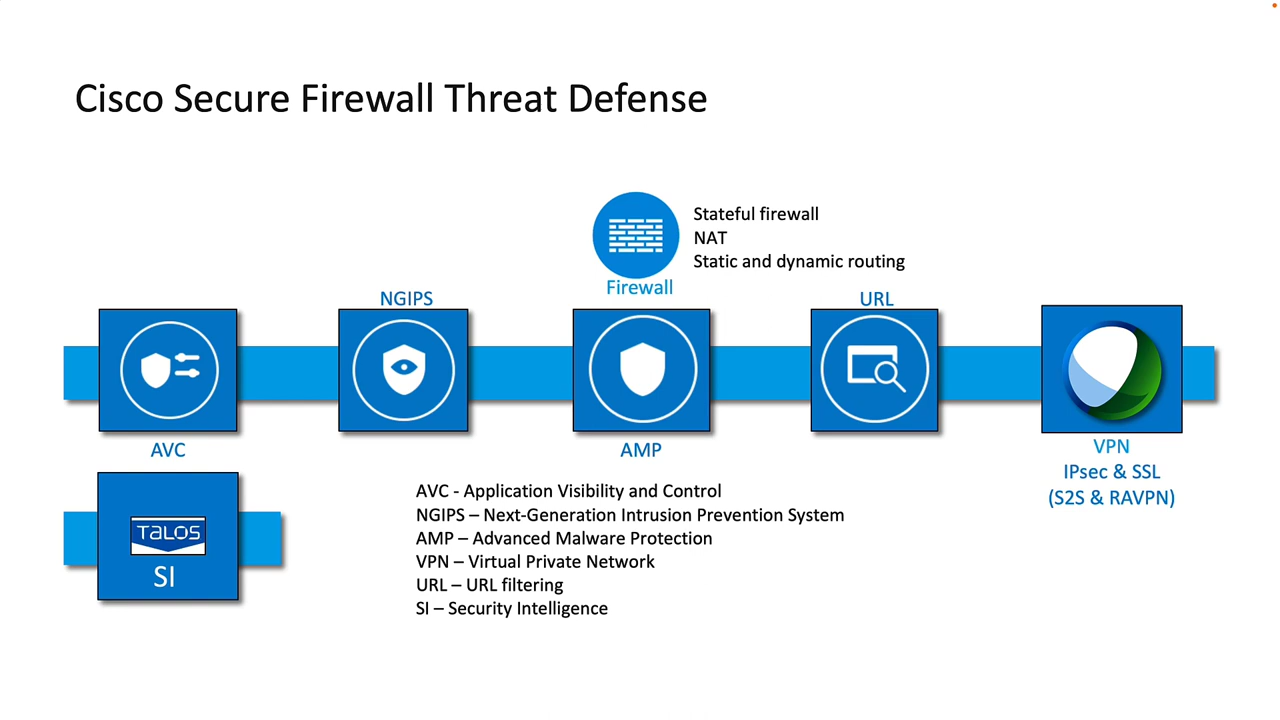 Cisco Secure Firewall Threat Defense
Stateful firewall
NAT
Static and dynamic routing
Firewall
NGIPS
URL
AVC
AMP
VPN
IPsec & SSL
(S2S & RAVPN)
TALOS
SI
AVC - Application Visibility and Control
NGIPS – Next-Generation Intrusion Prevention System
AMP – Advanced Malware Protection
VPN – Virtual Private Network
URL – URL filtering
SI – Security Intelligence